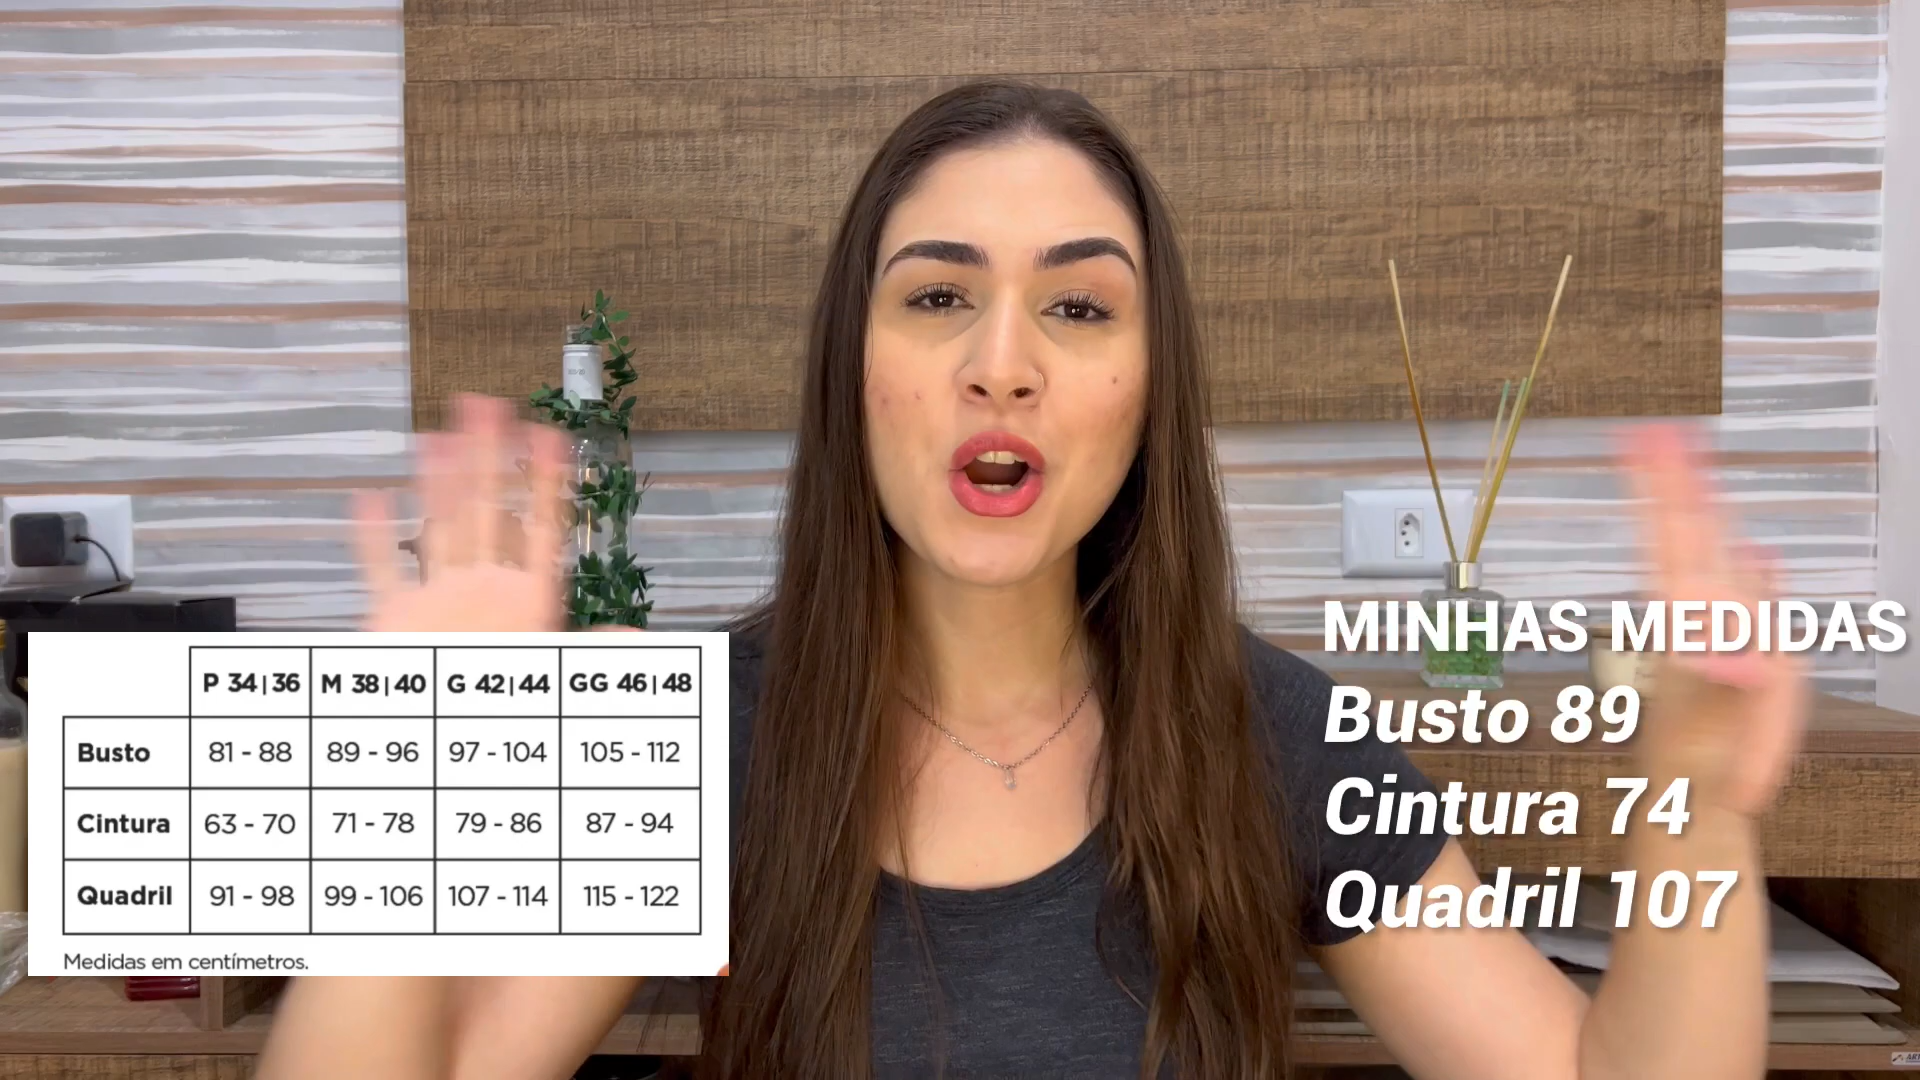 P 34|36 M 38|40 G 42|44 GG 46|48
Busto 81 - 88 89 - 96 97 - 104 105 - 112
Cintura 63 - 70 71 - 78 79 - 86 87 - 94
Quadril 91 - 98 99 - 106 107 - 114 115 - 122
Medidas em centímetros.
MINHAS MEDIDAS
Busto 89
Cintura 74
Quadril 107